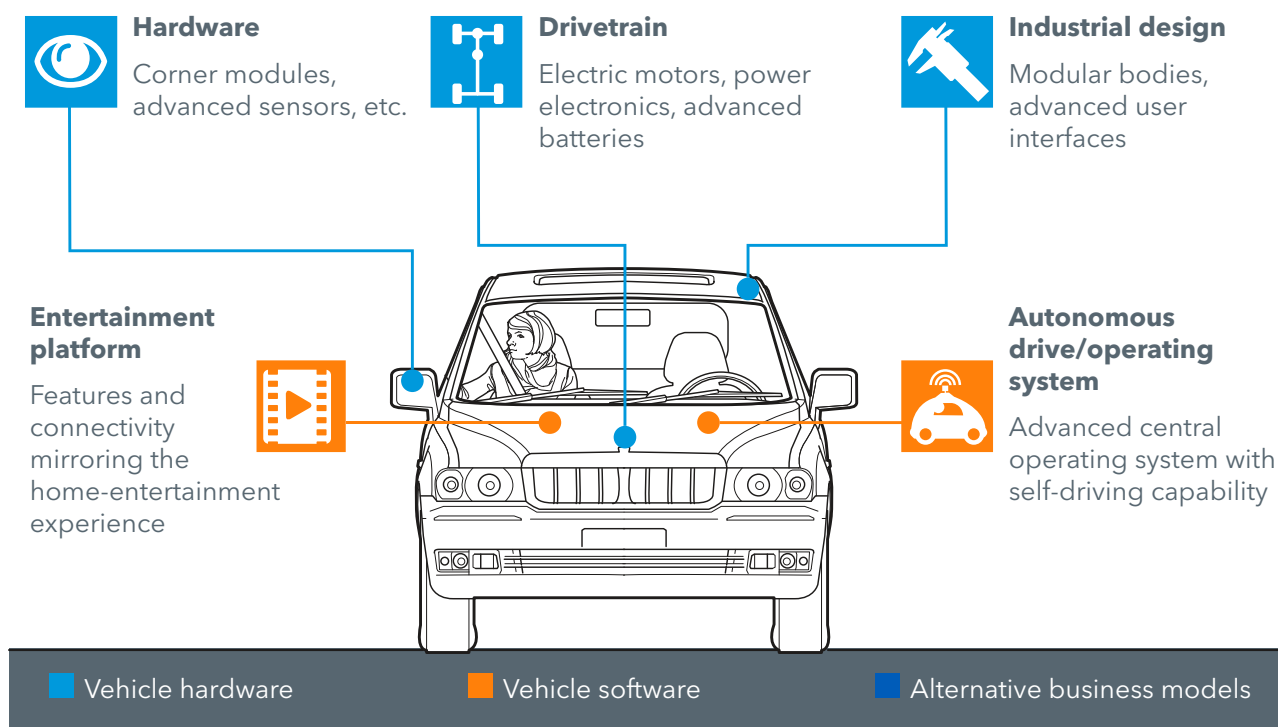 Hardware
Corner modules,
advanced sensors, etc.
Drivetrain
Electric motors, power
electronics, advanced
batteries
Industrial design
Modular bodies,
advanced user
interfaces
Entertainment
platform
Features and
connectivity
mirroring the
home-entertainment
experience
Autonomous
drive/operating
system
Advanced central
operating system with
self-driving capability
Vehicle hardware
Vehicle software
Alternative business models